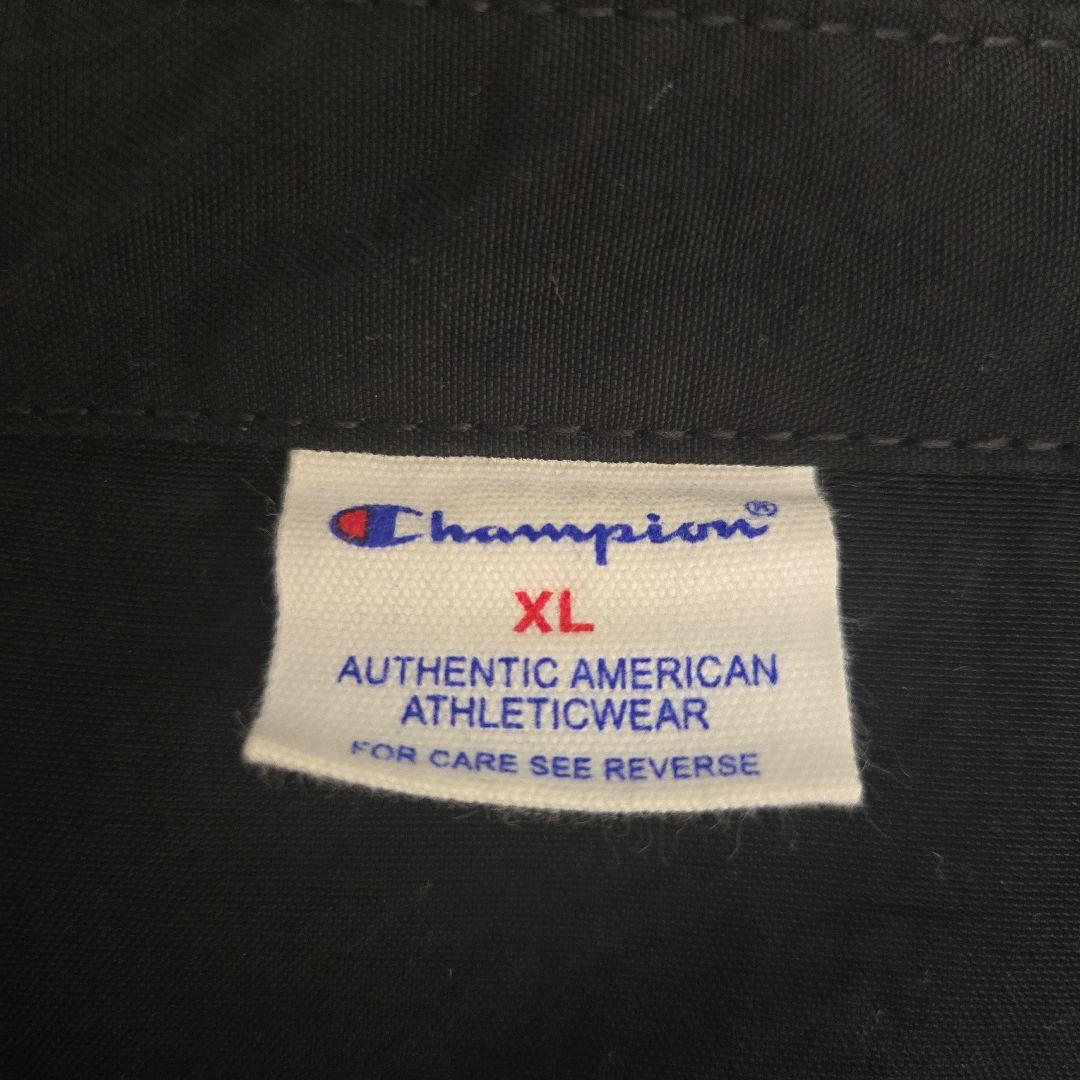 Champion®
XL
AUTHENTIC AMERICAN
ATHLETICWEAR
FOR CARE SEE REVERSE